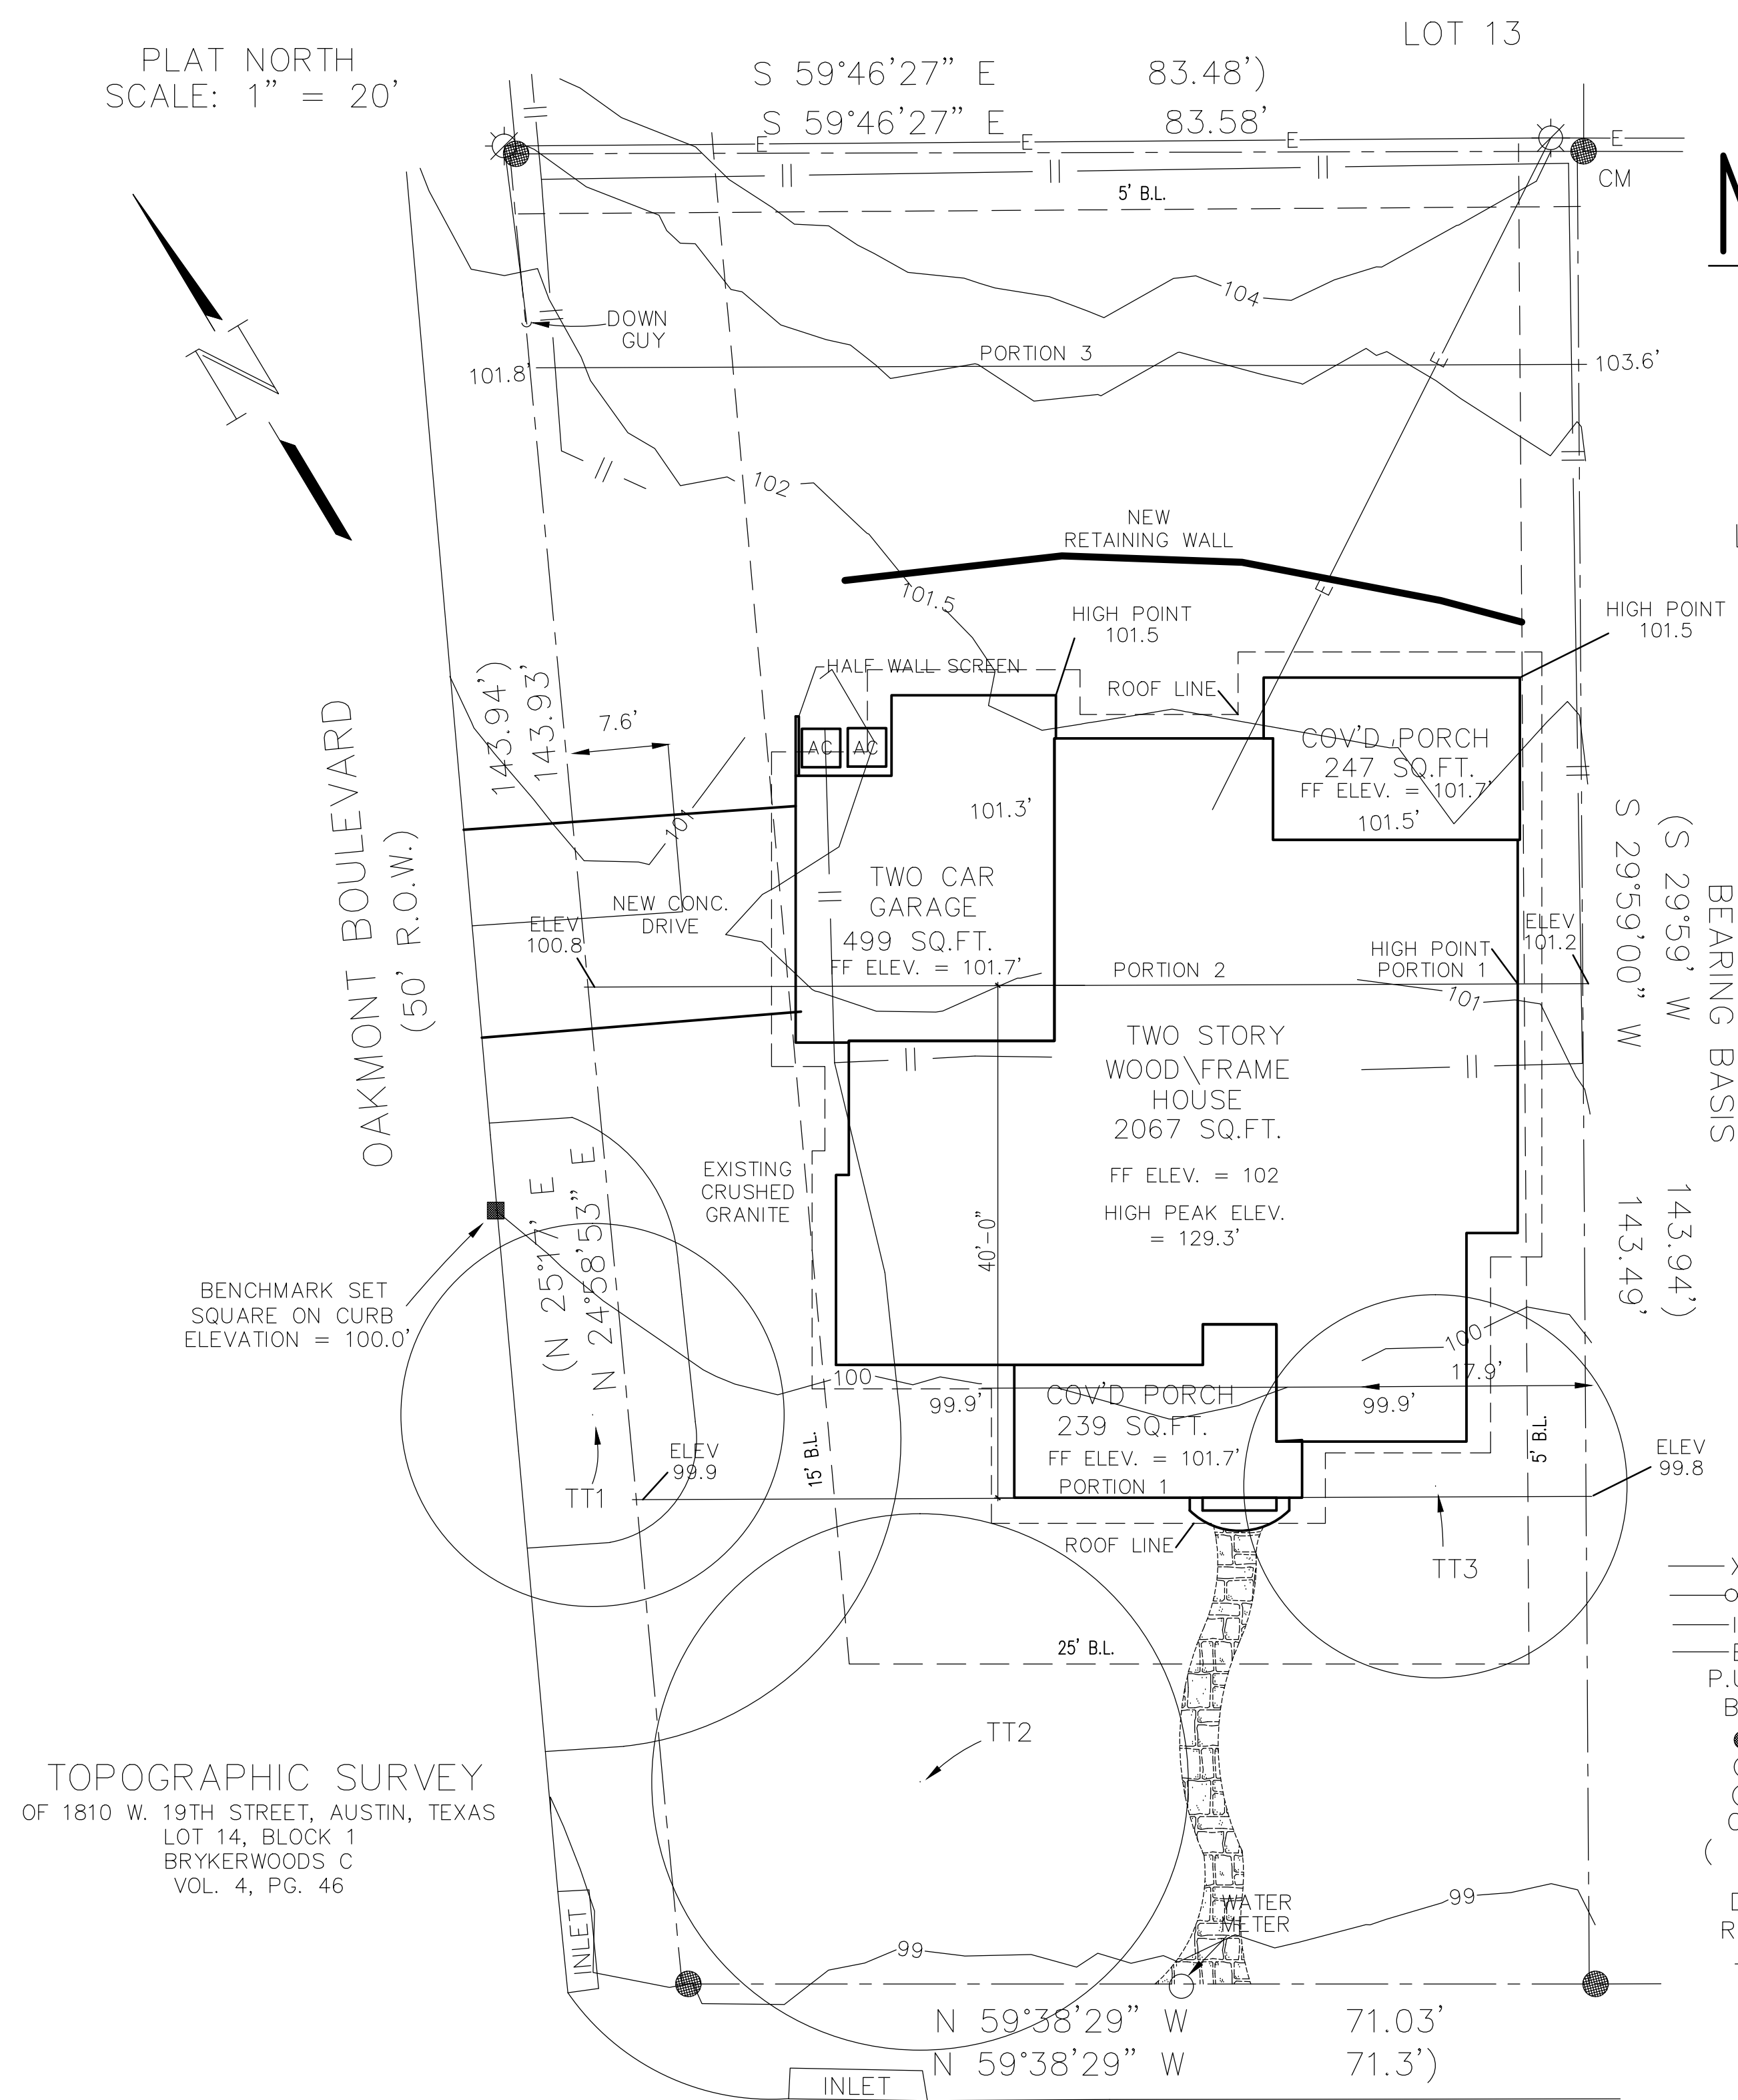 LOT 13
PLAT NORTH
SCALE: 1" = 20'
S 59°46'27" E 83.48')
S 59°46'27" E 83.58'
E E E E
CM
5' B.L.
104
N
DOWN
GUY
PORTION 3
101.8'
103.6'
E
102
NEW
RETAINING WALL
E
101.5
HIGH POINT
101.5
HIGH POINT
101.5
HALF WALL SCREEN
ROOF LINE
143.94')
143.93'
7.6'
AC AC
COV'D PORCH
247 SQ.FT.
FF ELEV. = 101.7'
101.5'
101.3'
101
OAKMONT BOULEVARD
(50' R.O.W.)
TWO CAR
GARAGE
499 SQ.FT.
FF ELEV. = 101.7'
NEW CONC.
DRIVE
ELEV
100.8
HIGH POINT
PORTION 1
ELEV
101.2
PORTION 2
101
(S 29°59' W 143.94')
S 29°59'00" W 143.49'
BEARING BASIS
TWO STORY
WOOD\FRAME
HOUSE
2067 SQ.FT.
FF ELEV. = 102
HIGH PEAK ELEV.
= 129.3'
EXISTING
CRUSHED
GRANITE
40'-0"
(N 25°17' E
N 24°58'53" E
BENCHMARK SET
SQUARE ON CURB
ELEVATION = 100.0'
100
100
17.9'
99.9'
99.9'
COV'D PORCH
239 SQ.FT.
FF ELEV. = 101.7'
PORTION 1
15' B.L.
5' B.L.
ELEV
99.9
ELEV
99.8
TT1
ROOF LINE
TT3
25' B.L.
TT2
P.U
B
TOPOGRAPHIC SURVEY
OF 1810 W. 19TH STREET, AUSTIN, TEXAS
LOT 14, BLOCK 1
BRYKERWOODS C
VOL. 4, PG. 46
INLET
WATER
METER
99
99
R
N 59°38'29" W 71.03'
N 59°38'29" W 71.3')
INLET